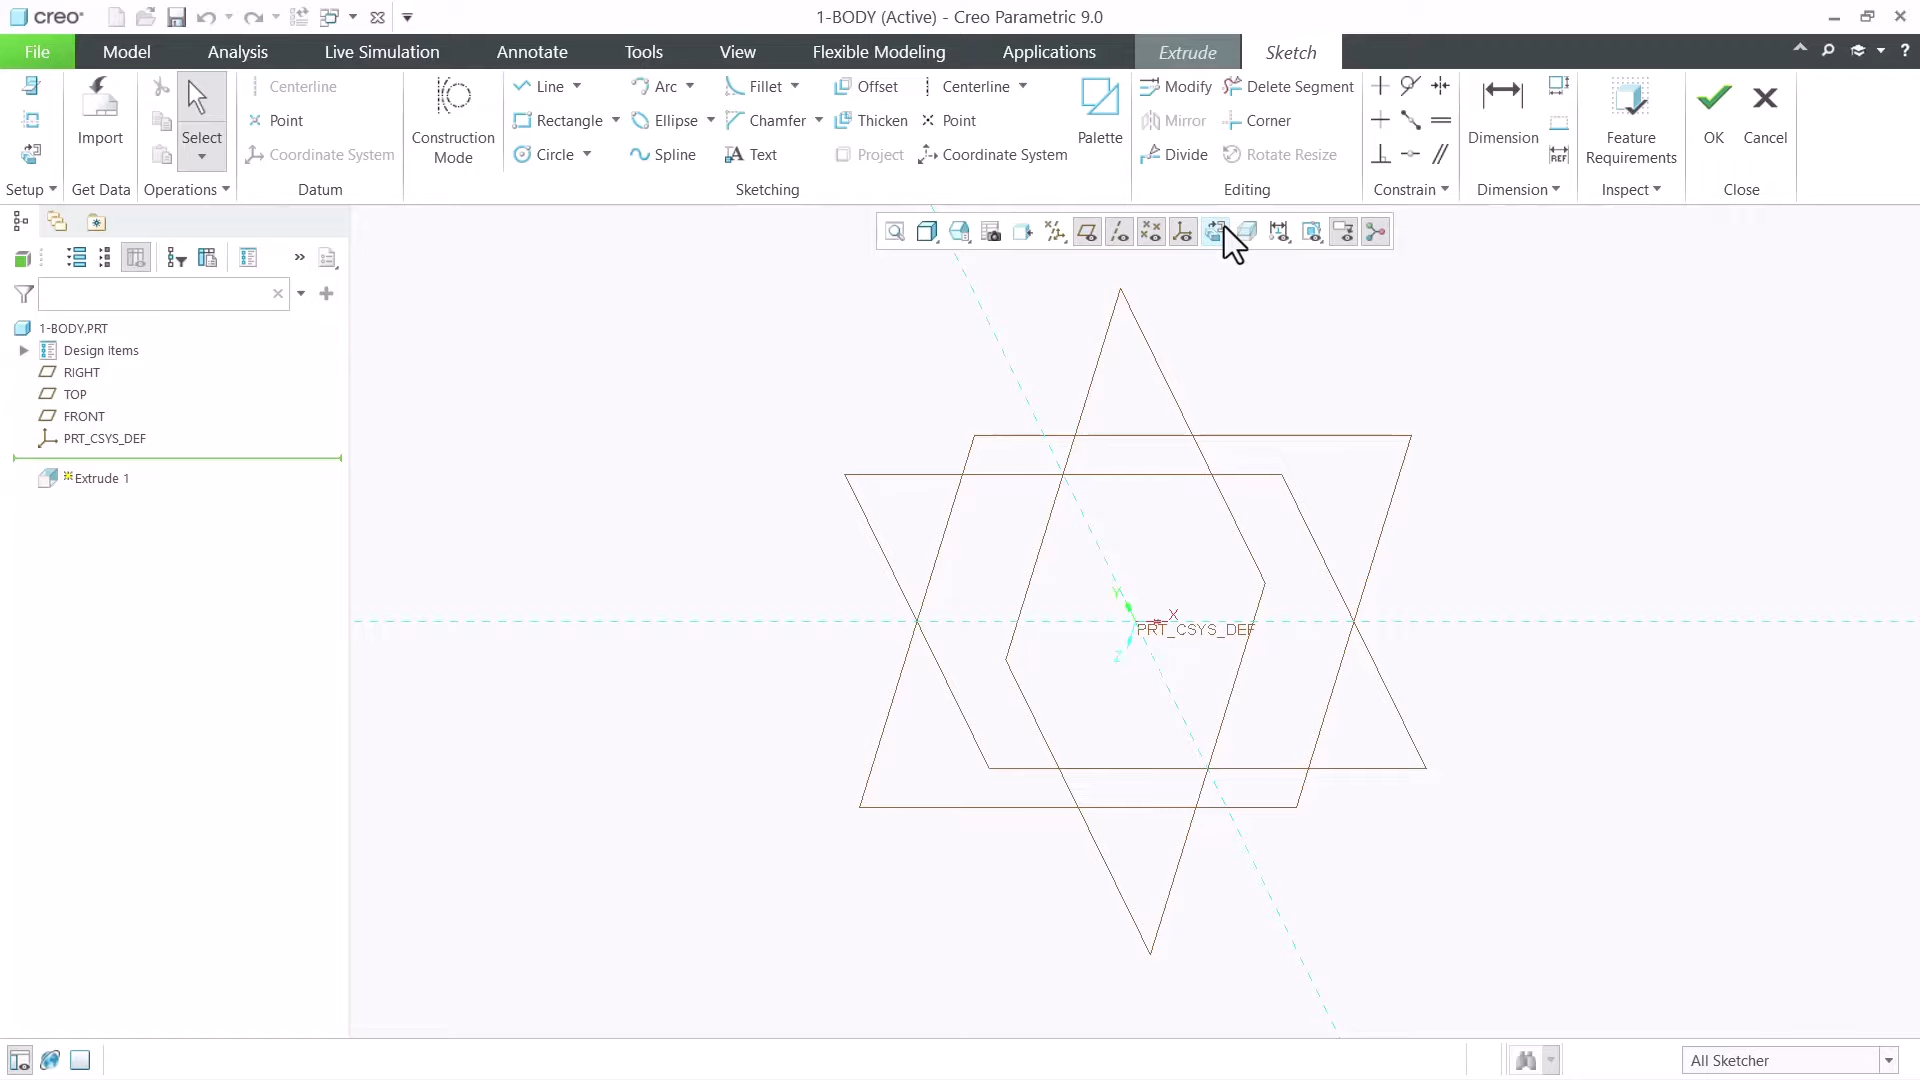 creo® 1-BODY (Active) - Creo Parametric 9.0
File Model Analysis Live Simulation Annotate Tools View Flexible Modeling Applications Extrude Sketch
Centerline Line Arc Fillet Offset Centerline Modify Delete Segment
Import Select Point Construction Mode Rectangle Ellipse Chamfer Thicken Point Palette Mirror Corner Dimension Feature Requirements OK Cancel
Coordinate System Circle Spline Text Project Coordinate System Divide Rotate Resize REF
Setup Get Data Operations Datum Sketching Editing Constrain Dimension Inspect Close
1-BODY.PRT
Design Items
RIGHT
TOP
FRONT
PRT_CSYS_DEF
Extrude 1
Y
X
PRT_CSYS_DEF
Z
All Sketcher